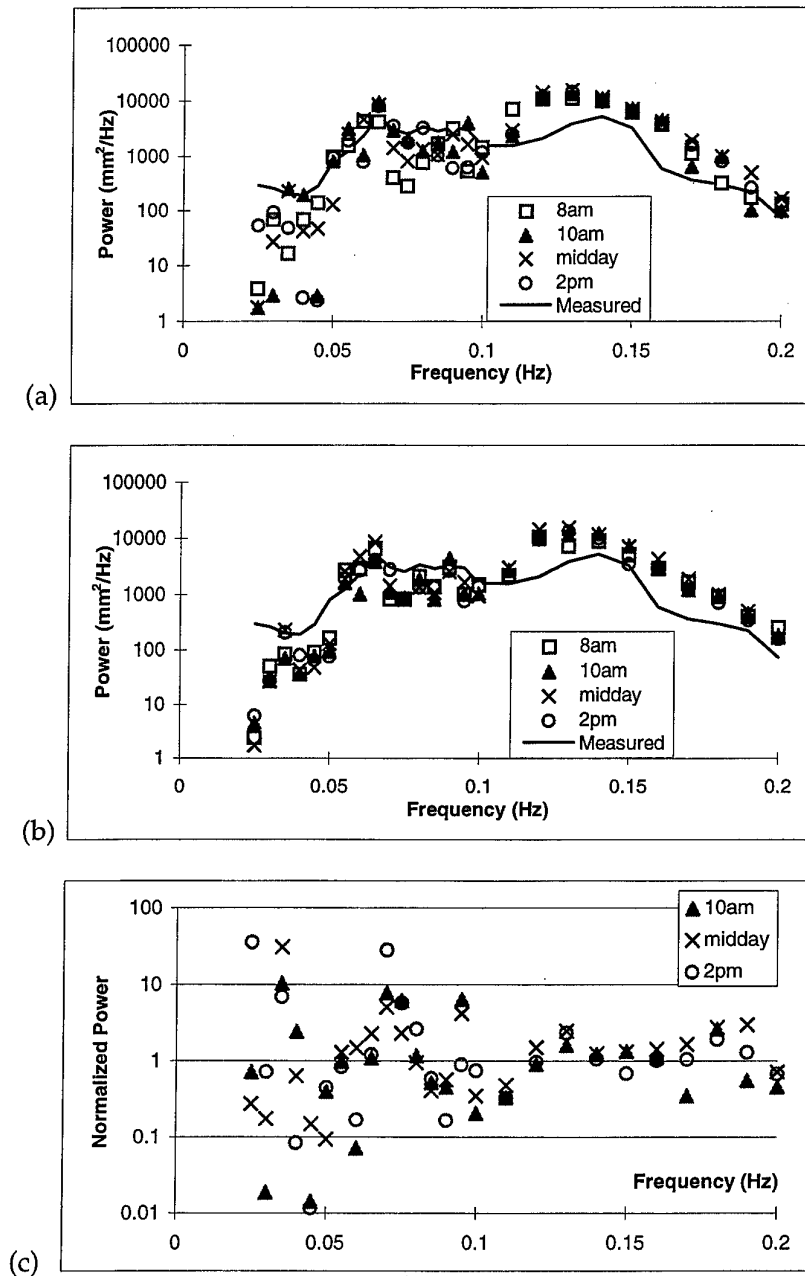 (a)
Power (mm²/Hz)
100000
10000
1000
100
10
1
0
0.05
0.1
0.15
0.2
Frequency (Hz)
8am
10am
midday
2pm
Measured
(b)
Power (mm²/Hz)
100000
10000
1000
100
10
1
0
0.05
0.1
0.15
0.2
Frequency (Hz)
8am
10am
midday
2pm
Measured
(c)
Normalized Power
100
10
1
0.1
0.01
0
0.05
0.1
0.15
0.2
Frequency (Hz)
10am
midday
2pm